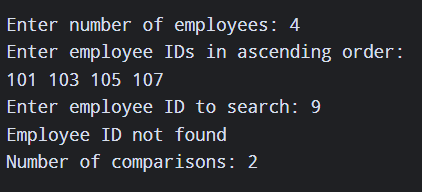 Enter number of employees: 4
Enter employee IDs in ascending order:
101 103 105 107
Enter employee ID to search: 9
Employee ID not found
Number of comparisons: 2